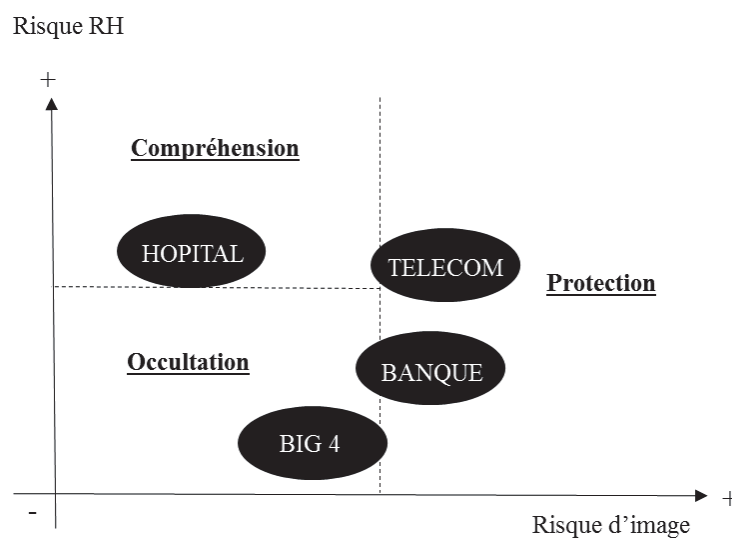 Risque RH
+
Compréhension
HOPITAL
TELECOM
Protection
Occultation
BANQUE
BIG 4
-
+
Risque d’image